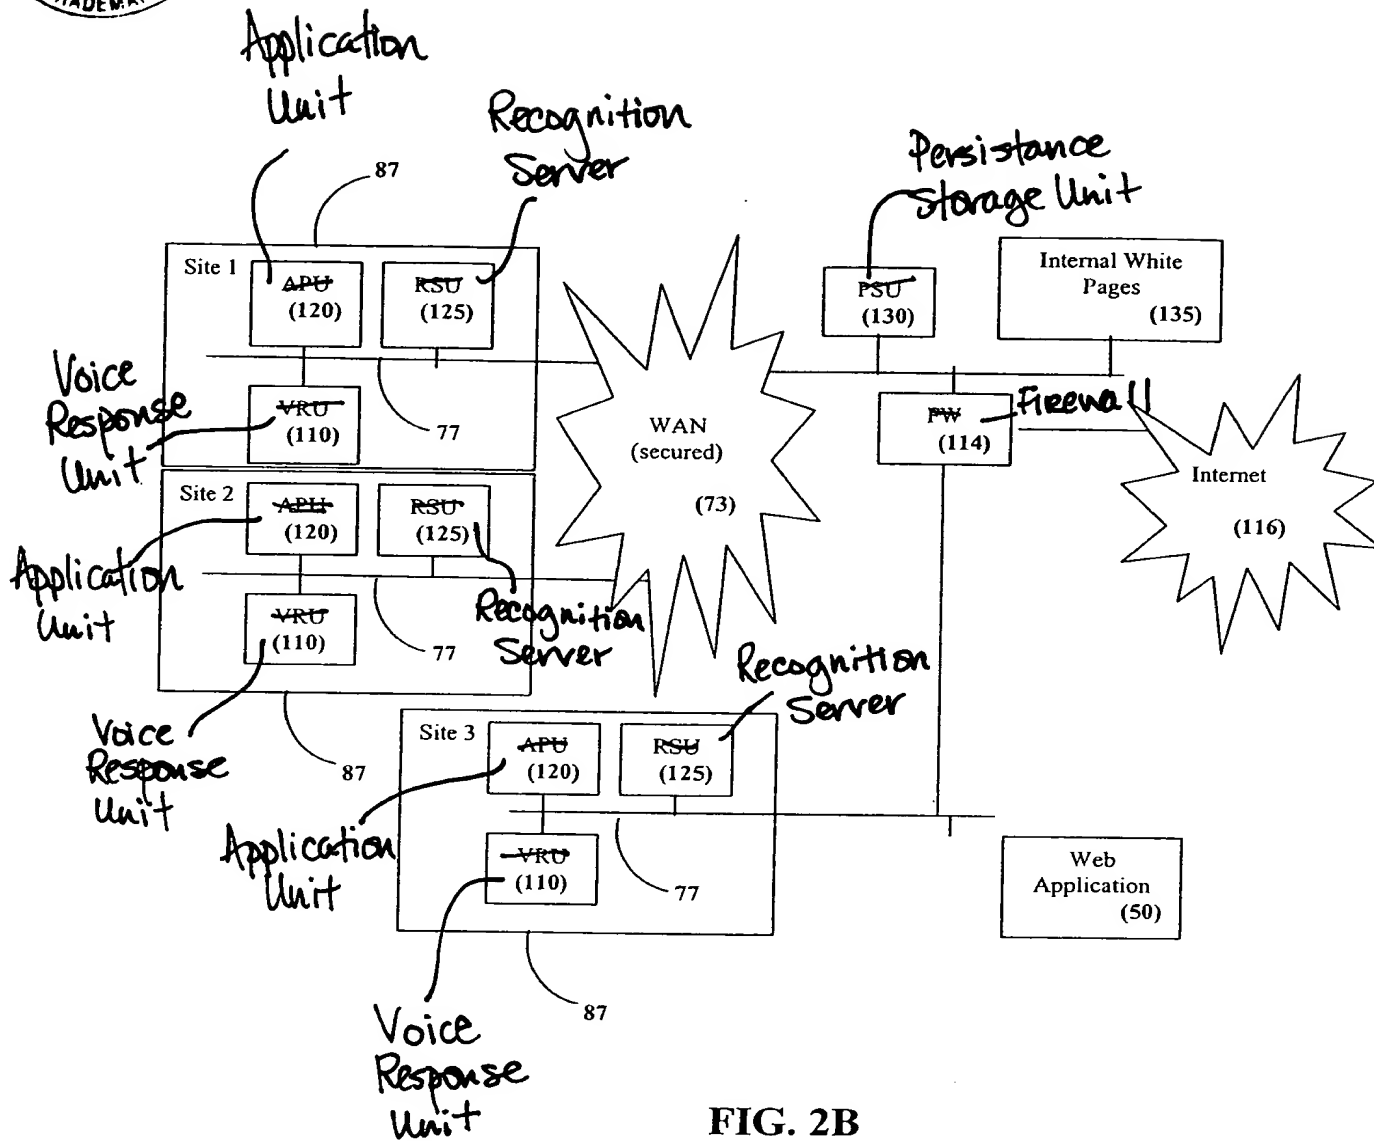 Application
Unit
Recognition
Server
87
Persistance
Storage Unit
Site 1
APU
(120)
RSU
(125)
PSU
(130)
Internal White
Pages
(135)
Voice
Response
Unit
VRU
(110)
77
WAN
(secured)
(73)
PW
(114)
Firewall
Internet
(116)
Site 2
APU
(120)
RSU
(125)
Application
Unit
VRU
(110)
77
Recognition
Server
Voice
Response
Unit
87
Recognition
Server
Site 3
APU
(120)
RSU
(125)
Application
Unit
VRU
(110)
77
Web
Application
(50)
87
Voice
Response
Unit
FIG. 2B